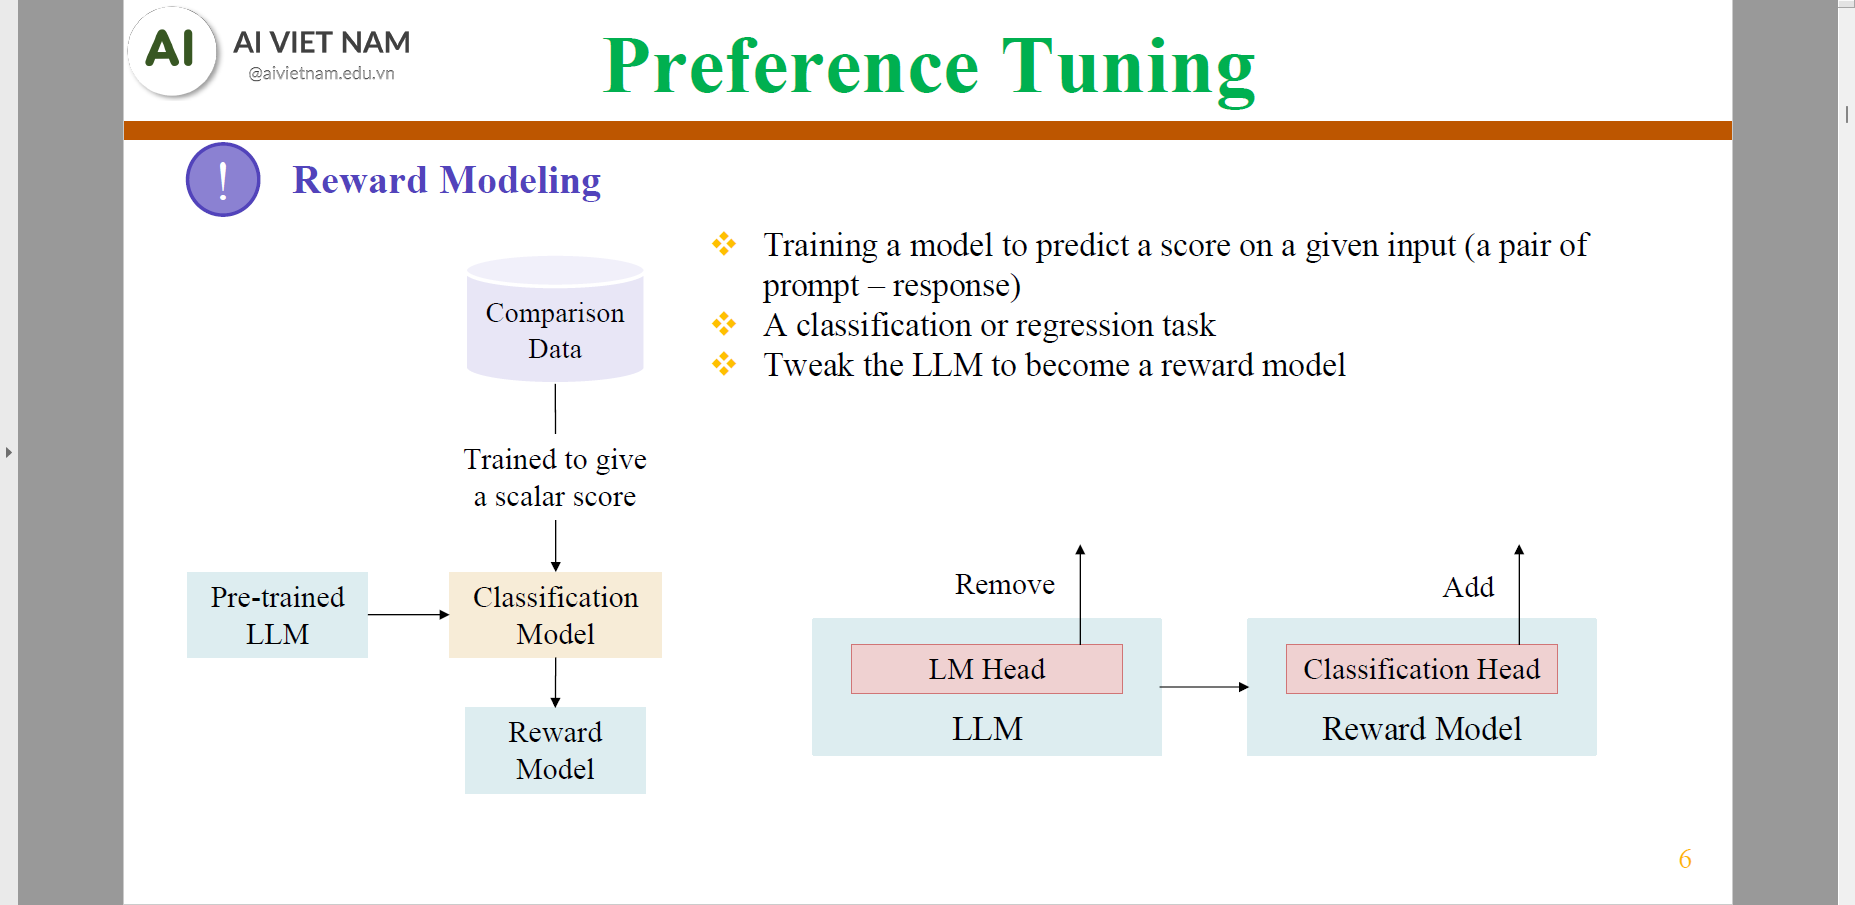 AI
AI VIET NAM
@aivietnam.edu.vn
Preference Tuning
!
Reward Modeling
Training a model to predict a score on a given input (a pair of
prompt – response)
A classification or regression task
Tweak the LLM to become a reward model
Comparison
Data
Trained to give
a scalar score
Pre-trained
LLM
Classification
Model
Reward
Model
Remove
LM Head
LLM
Add
Classification Head
Reward Model
6